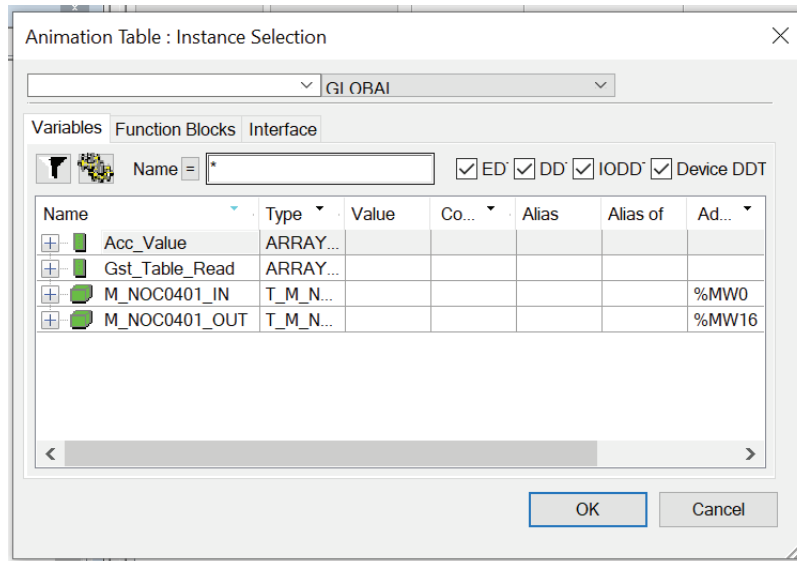 Animation Table : Instance Selection
GLOBAL
Variables Function Blocks Interface
Name = * ED DD IODD Device DDT
Name Type Value Co... Alias Alias of Ad...
Acc_Value ARRAY...
Gst_Table_Read ARRAY...
M_NOC0401_IN T_M_N... %MW0
M_NOC0401_OUT T_M_N... %MW16
OK Cancel